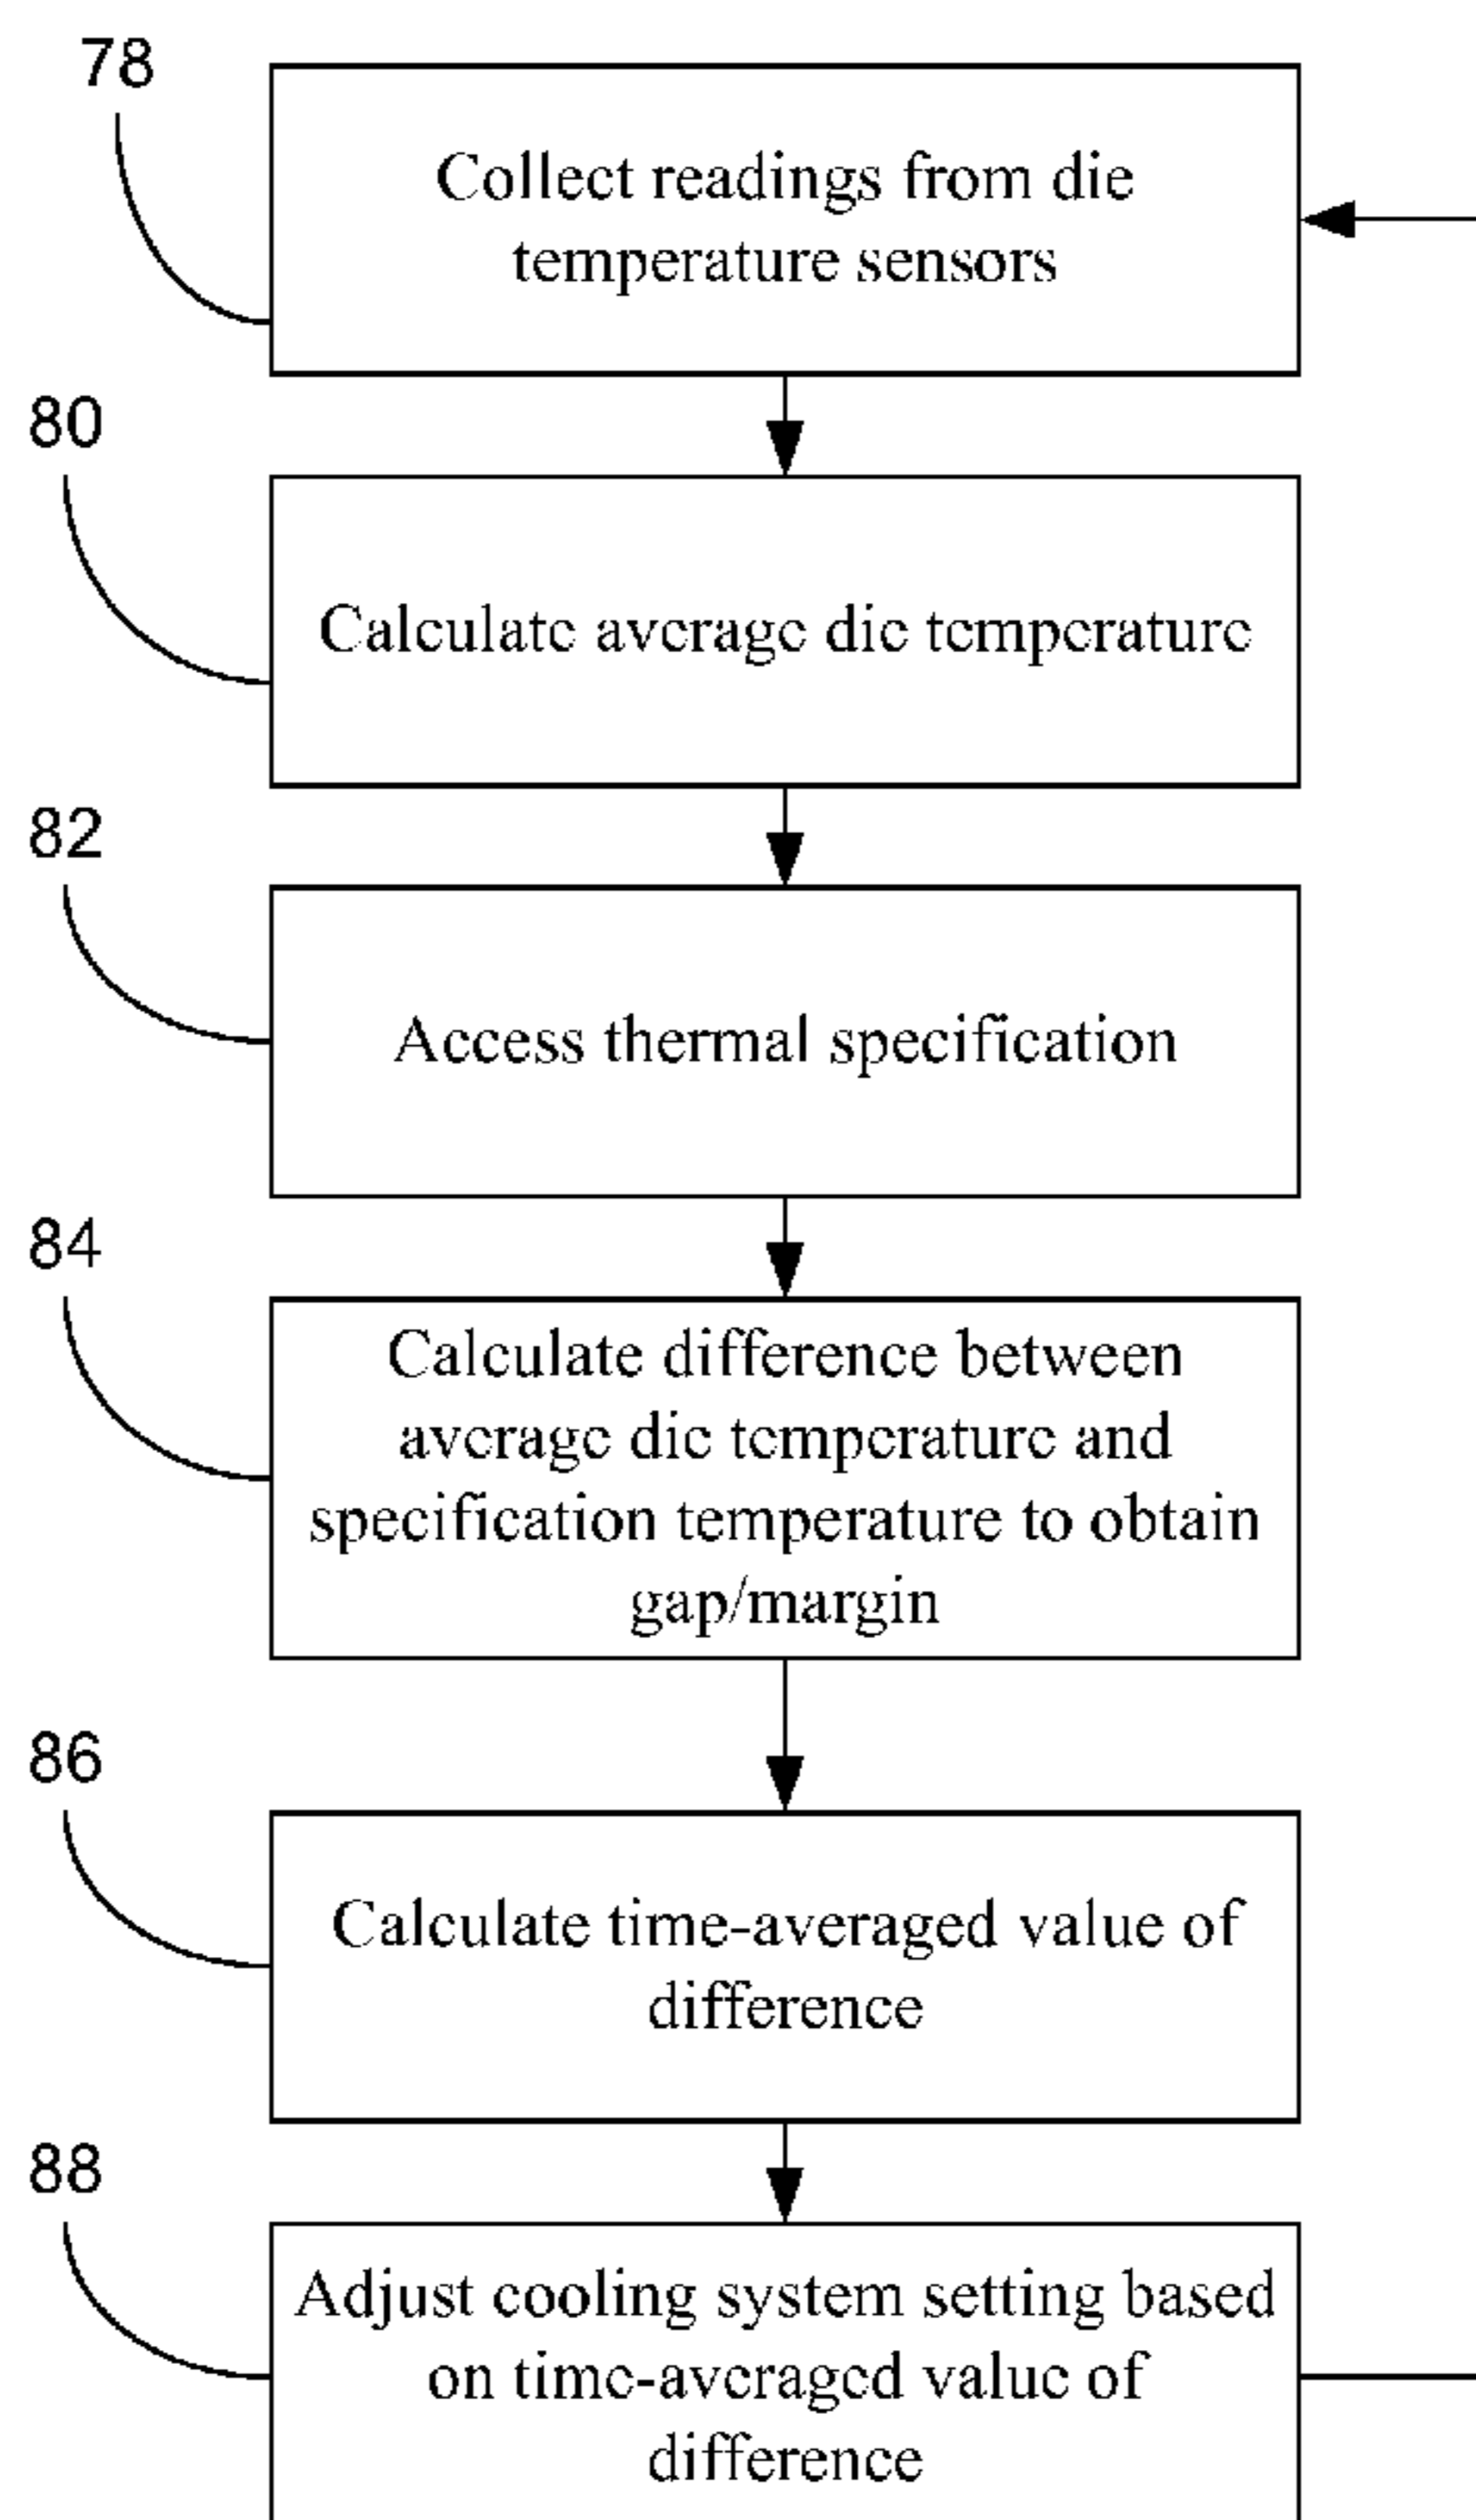 78
Collect readings from die
temperature sensors
80
Calculate average die temperature
82
Access thermal specification
84
Calculate difference between
average die temperature and
specification temperature to obtain
gap/margin
86
Calculate time-averaged value of
difference
88
Adjust cooling system setting based
on time-averaged value of
difference